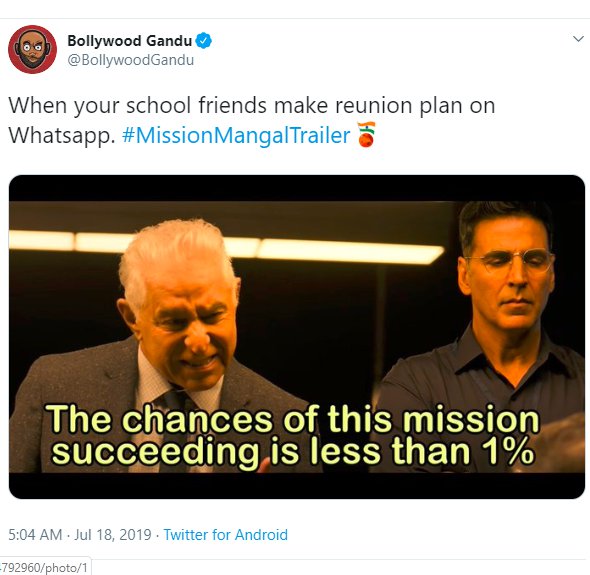 Bollywood Gandu
@BollywoodGandu
When your school friends make reunion plan on
Whatsapp. #MissionMangalTrailer
The chances of this mission
succeeding is less than 1%
5:04 AM · Jul 18, 2019 · Twitter for Android
792960/photo/1